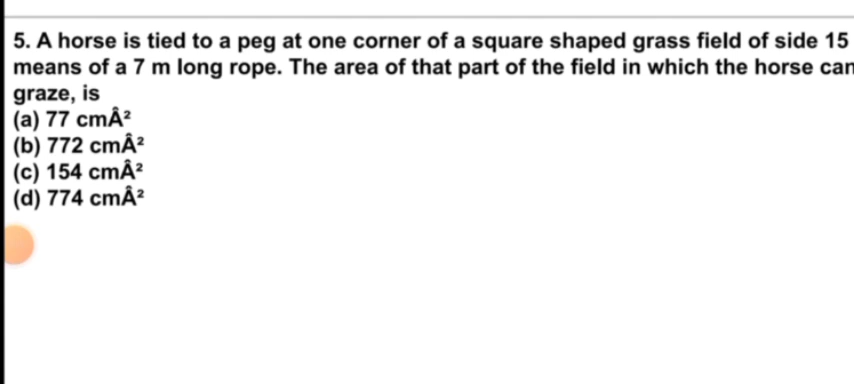 5. A horse is tied to a peg at one corner of a square shaped grass field of side 15
means of a 7 m long rope. The area of that part of the field in which the horse can
graze, is
(a) 77 cmÂ²
(b) 772 cmÂ²
(c) 154 cmÂ²
(d) 774 cmÂ²